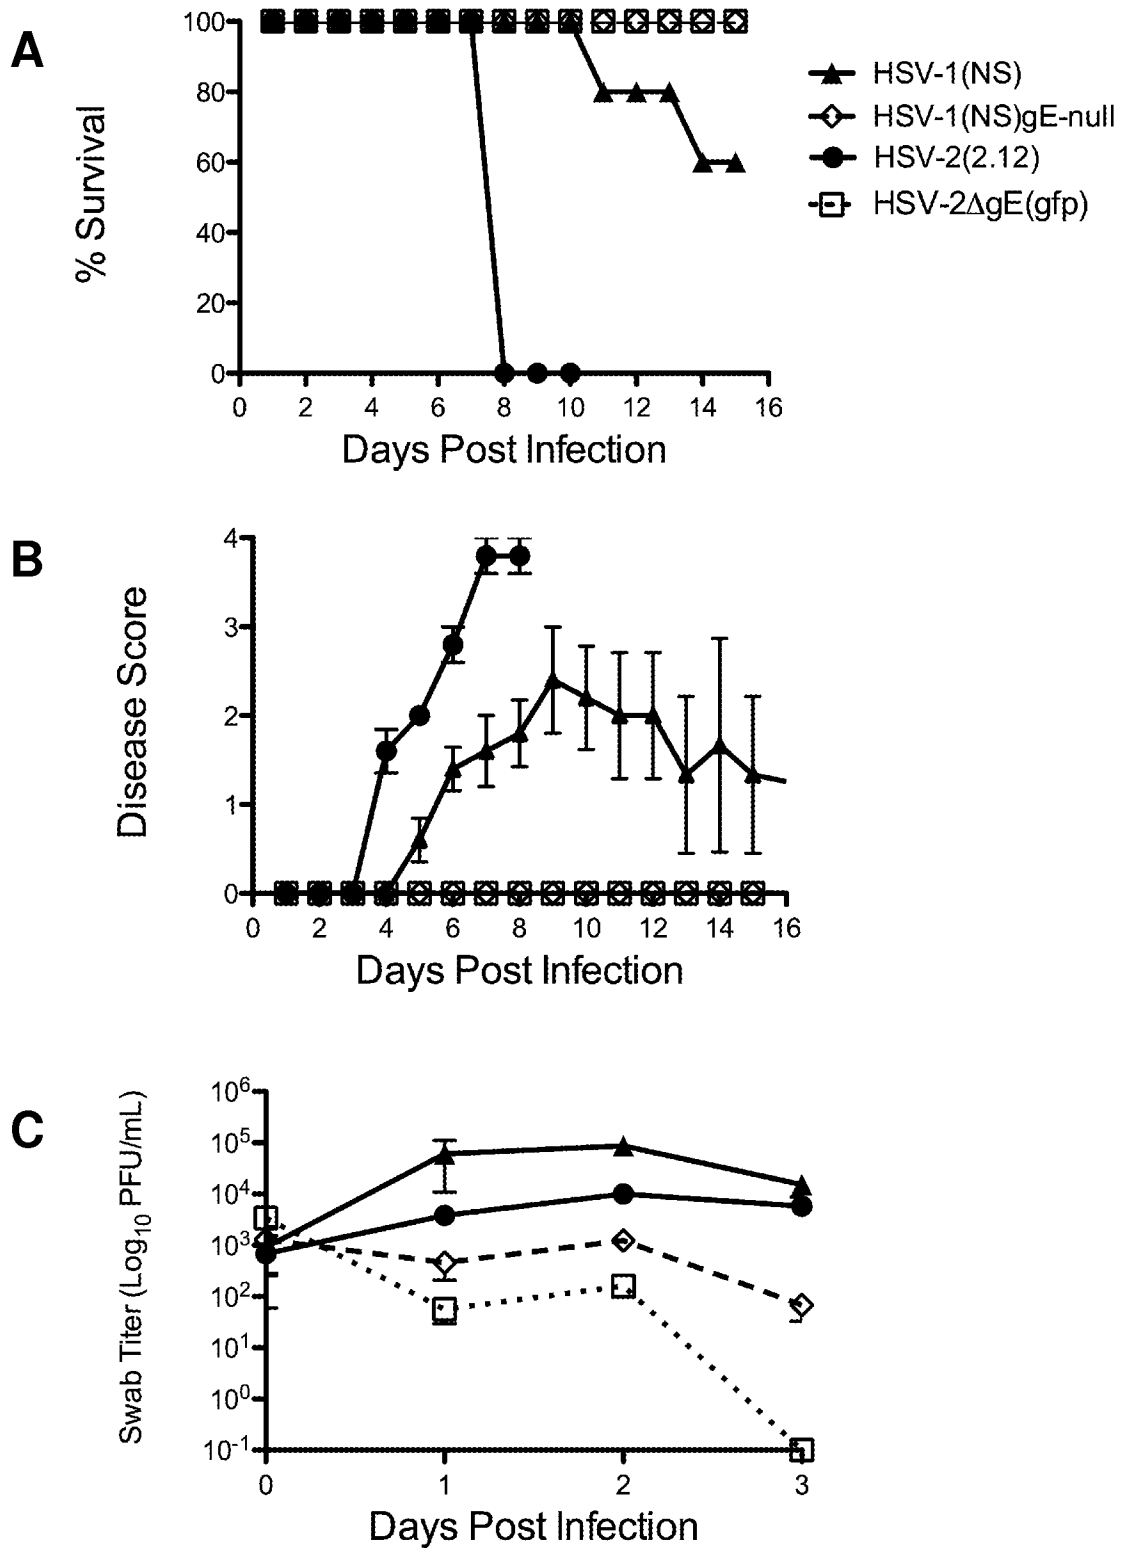 A
% Survival
100
80
60
40
20
0
0 2 4 6 8 10 12 14 16
Days Post Infection
HSV-1(NS)
HSV-1(NS)gE-null
HSV-2(2.12)
HSV-2ΔgE(gfp)
B
Disease Score
4
3
2
1
0
0 2 4 6 8 10 12 14 16
Days Post Infection
C
Swab Titer (Log₁₀ PFU/mL)
10⁶
10⁵
10⁴
10³
10²
10¹
10⁰
10⁻¹
0 1 2 3
Days Post Infection